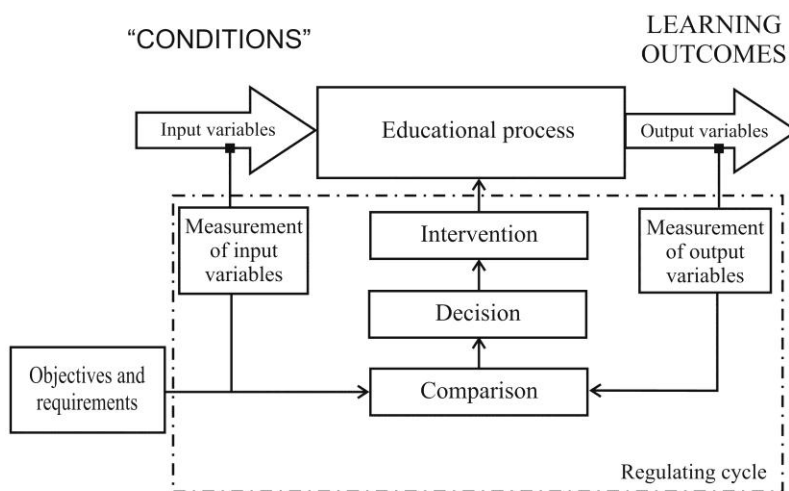 “CONDITIONS”
LEARNING
OUTCOMES
Input variables
Educational process
Output variables
Measurement
of input
variables
Intervention
Measurement
of output
variables
Decision
Objectives and
requirements
Comparison
Regulating cycle